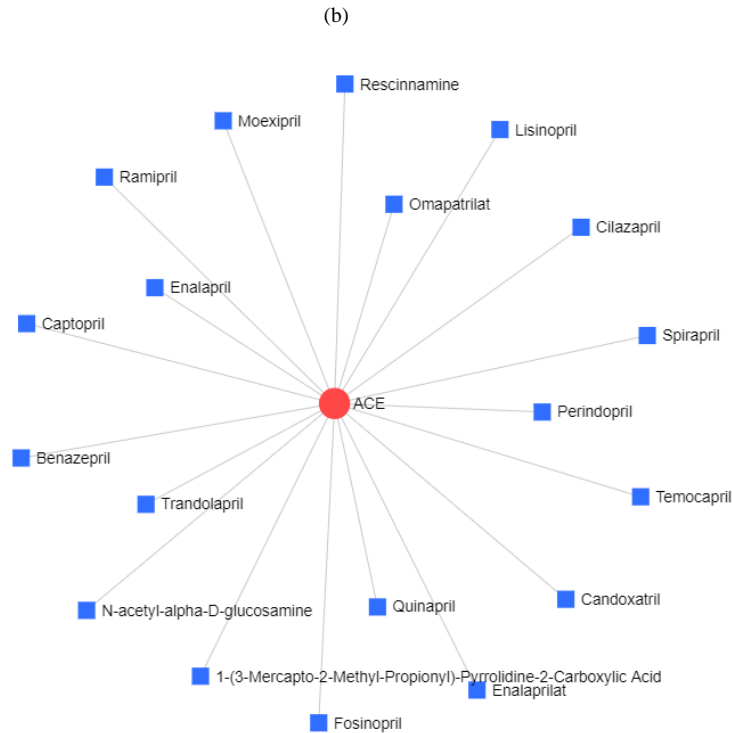 (b)
Rescinnamine
Moexipril
Lisinopril
Ramipril
Omapatrilat
Cilazapril
Enalapril
Captopril
Spirapril
ACE
Perindopril
Benazepril
Temocapril
Trandolapril
Candoxatril
Quinapril
N-acetyl-alpha-D-glucosamine
1-(3-Mercapto-2-Methyl-Propionyl)-Pyrrolidine-2-Carboxylic Acid
Enalaprilat
Fosinopril